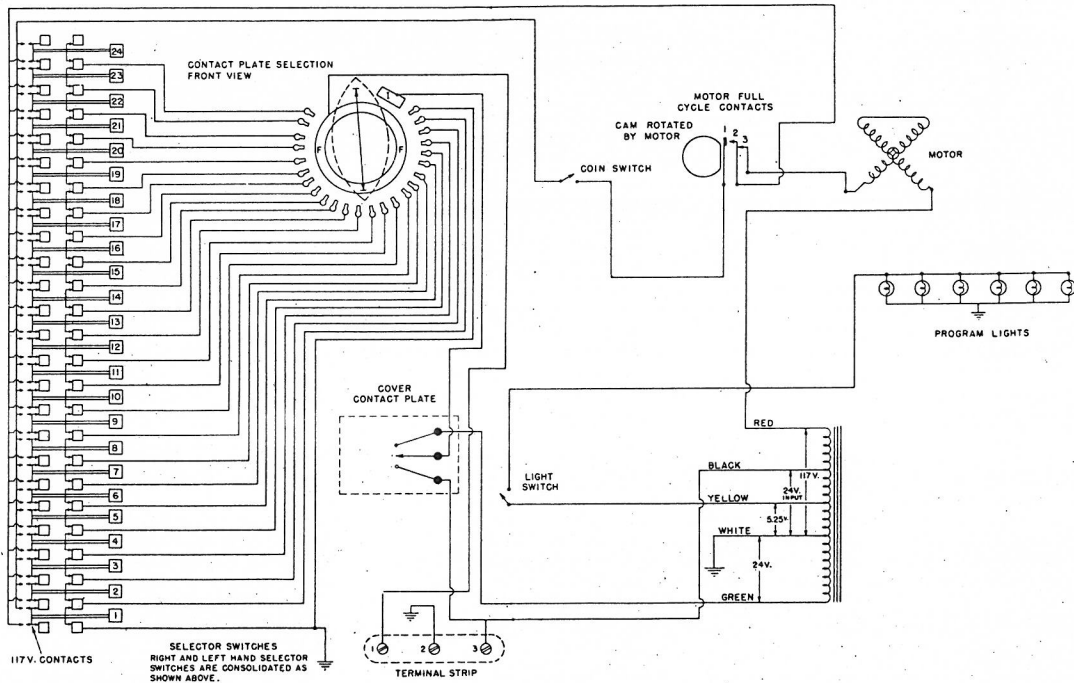 CONTACT PLATE SELECTION
FRONT VIEW
24
23
22
21
20
19
18
17
16
15
14
13
12
11
10
9
8
7
6
5
4
3
2
1
F
F
MOTOR FULL
CYCLE CONTACTS
1
2
3
CAM ROTATED
BY MOTOR
COIN SWITCH
MOTOR
PROGRAM LIGHTS
COVER
CONTACT PLATE
LIGHT
SWITCH
RED
BLACK
117 V.
YELLOW
24V.
INPUT
5.25V.
WHITE
24V.
GREEN
117 V. CONTACTS
SELECTOR SWITCHES
RIGHT AND LEFT HAND SELECTOR
SWITCHES ARE CONSOLIDATED AS
SHOWN ABOVE.
1
2
3
TERMINAL STRIP